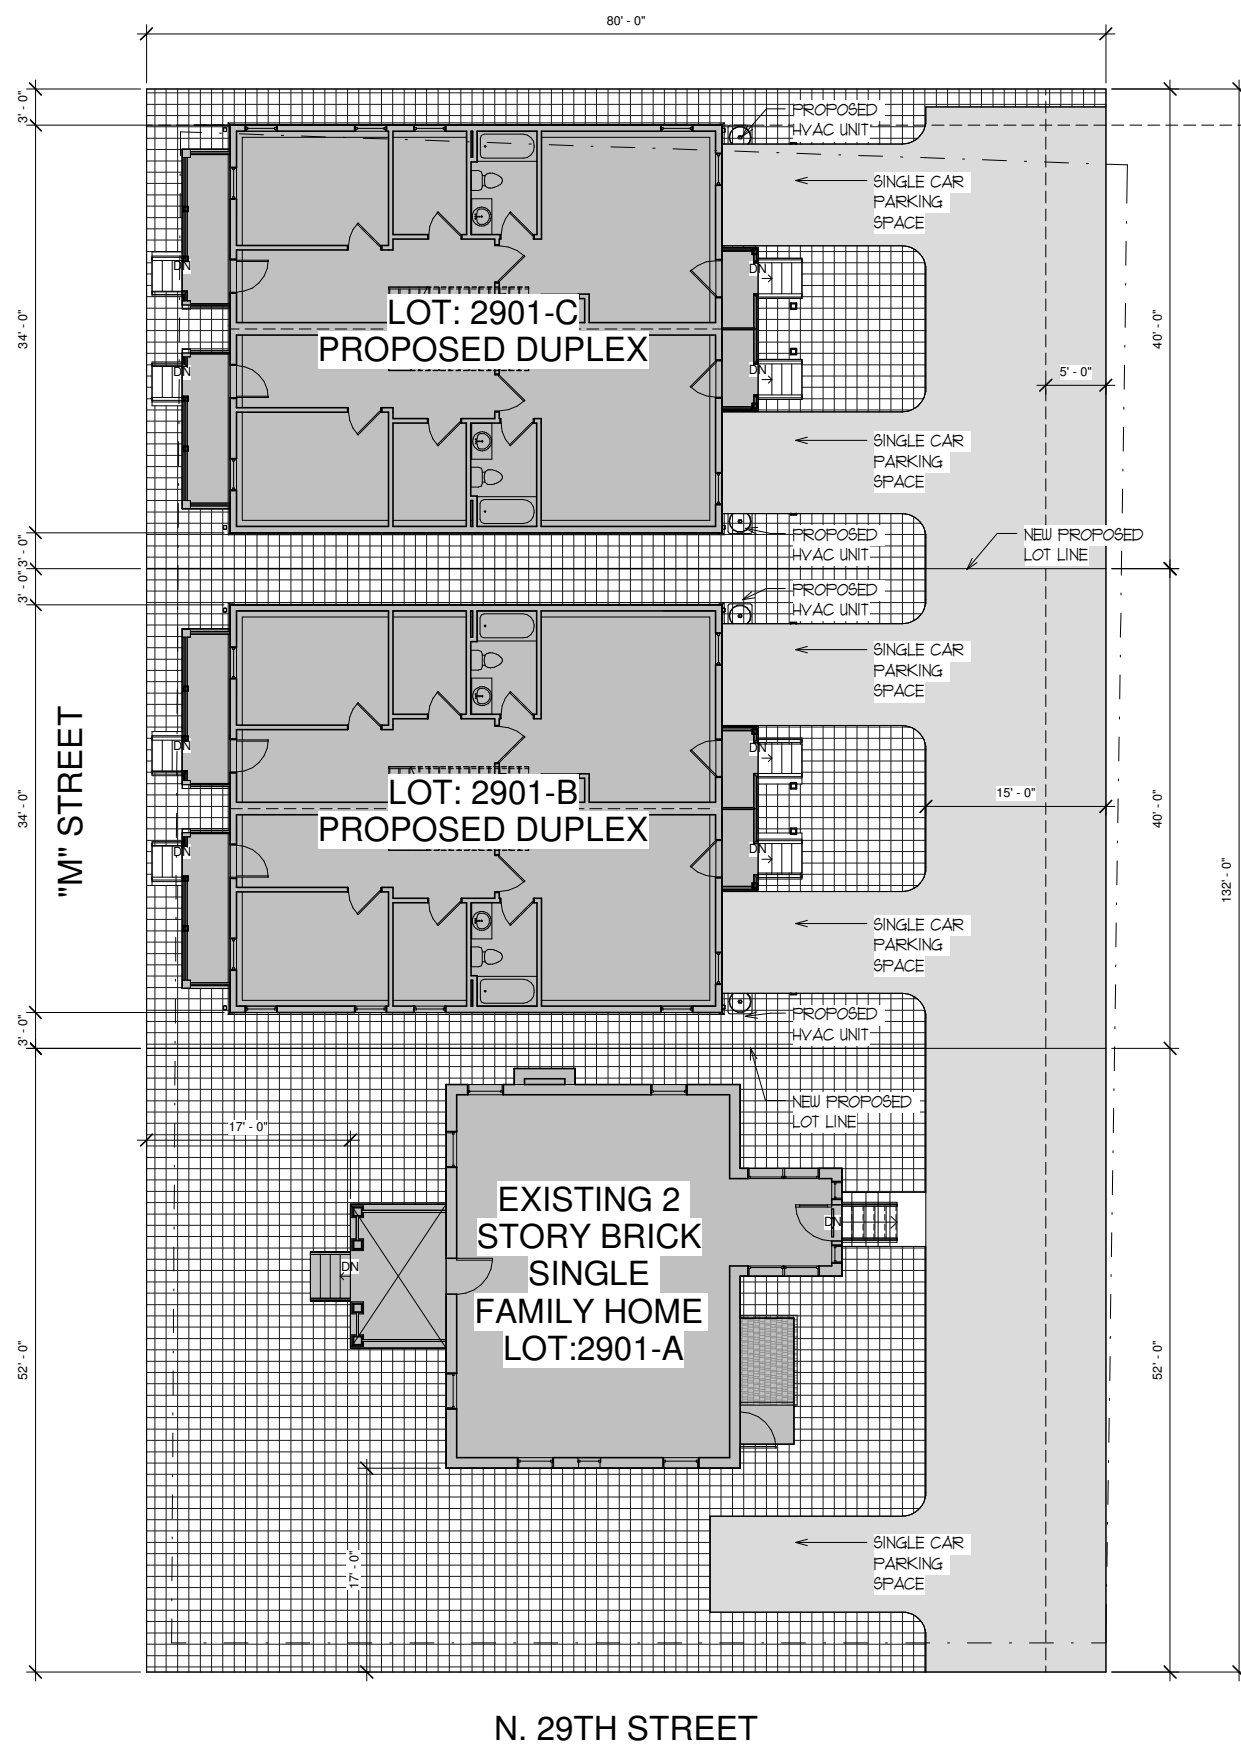 80' - 0"
3' - 0"
PROPOSED
HVAC UNIT
SINGLE CAR
PARKING
SPACE
DN
DN
34' - 0"
LOT: 2901-C
PROPOSED DUPLEX
40' - 0"
DN
DN
5' - 0"
SINGLE CAR
PARKING
SPACE
3' - 0"
PROPOSED
HVAC UNIT
NEW PROPOSED
LOT LINE
3' - 0"
PROPOSED
HVAC UNIT
SINGLE CAR
PARKING
SPACE
"M" STREET
DN
DN
34' - 0"
LOT: 2901-B
PROPOSED DUPLEX
15' - 0"
40' - 0"
132' - 0"
DN
DN
SINGLE CAR
PARKING
SPACE
3' - 0"
PROPOSED
HVAC UNIT
NEW PROPOSED
LOT LINE
17' - 0"
EXISTING 2
STORY BRICK
SINGLE
FAMILY HOME
LOT:2901-A
DN
DN
52' - 0"
52' - 0"
17' - 0"
SINGLE CAR
PARKING
SPACE
N. 29TH STREET